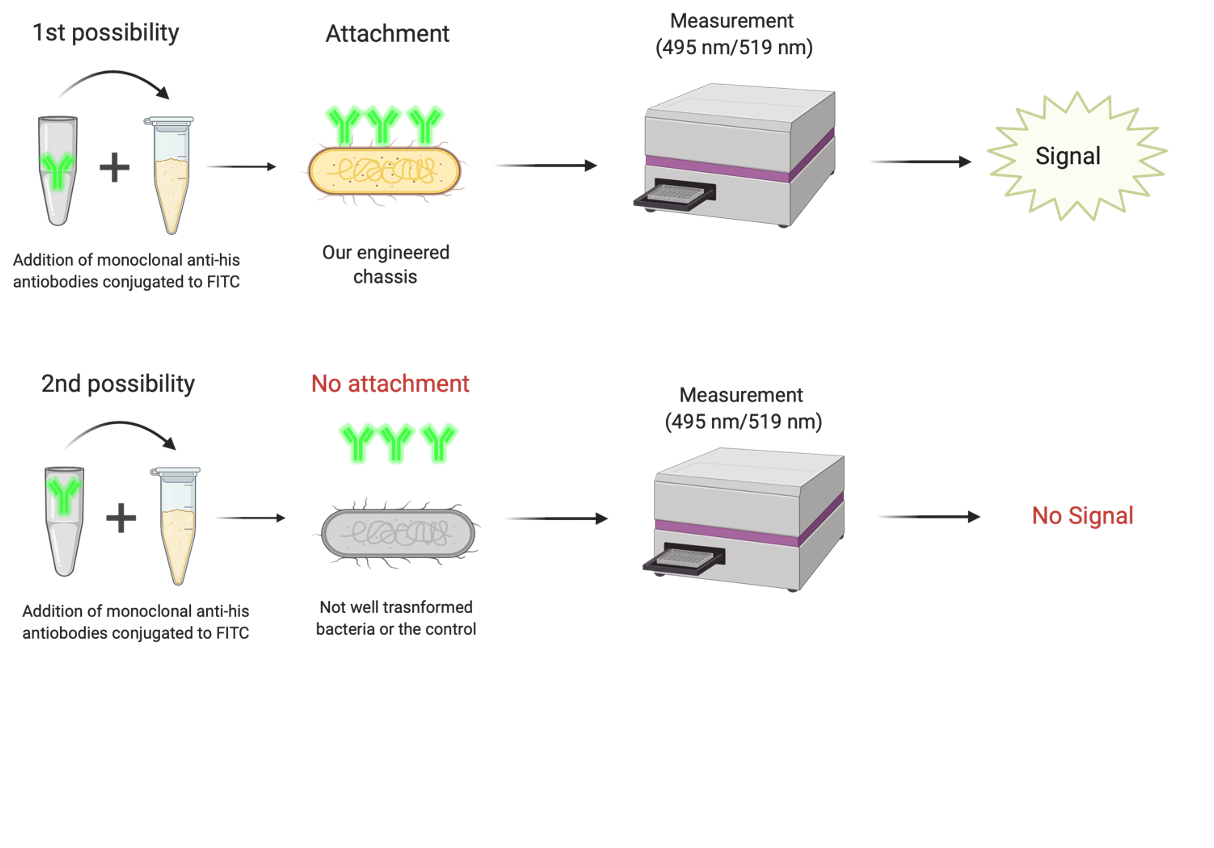 1st possibility
Attachment
Measurement
(495 nm/519 nm)
Signal
Addition of monoclonal anti-his
antiobodies conjugated to FITC
Our engineered
chassis
2nd possibility
No attachment
Measurement
(495 nm/519 nm)
No Signal
Addition of monoclonal anti-his
antiobodies conjugated to FITC
Not well trasnformed
bacteria or the control